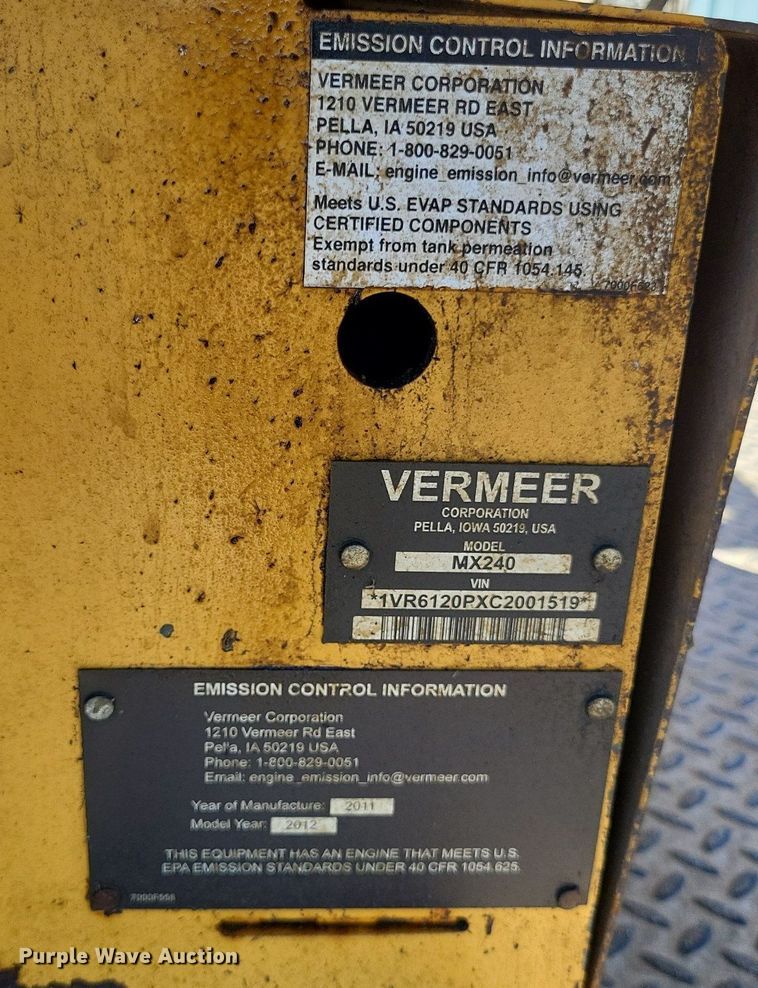 EMISSION CONTROL INFORMATION
VERMEER CORPORATION
1210 VERMEER RD EAST
PELLA, IA 50219 USA
PHONE: 1-800-829-0051
E-MAIL: engine_emission_info@vermeer.com
Meets U.S. EVAP STANDARDS USING
CERTIFIED COMPONENTS
Exempt from tank permeation
standards under 40 CFR 1054.145.
VERMEER
CORPORATION
PELLA, IOWA 50219, USA
MODEL
MX240
VIN
*1VR6120PXC2001519*
EMISSION CONTROL INFORMATION
Vermeer Corporation
1210 Vermeer Rd East
Pella, IA 50219 USA
Phone: 1-800-829-0051
Email: engine_emission_info@vermeer.com
Year of Manufacture: 2011
Model Year: 2012
THIS EQUIPMENT HAS AN ENGINE THAT MEETS U.S.
EPA EMISSION STANDARDS UNDER 40 CFR 1054.625.
Purple Wave Auction